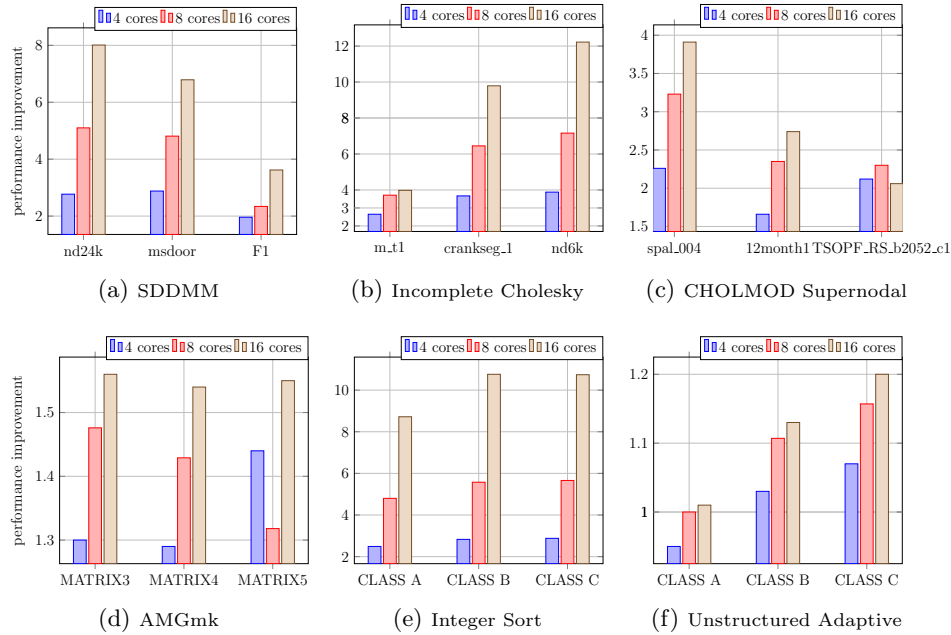 4 cores 8 cores 16 cores
performance improvement
8
6
4
2
nd24k msdoor F1
(a) SDDMM
4 cores 8 cores 16 cores
12
10
8
6
4
3
2
m_t1 crankseg_1 nd6k
(b) Incomplete Cholesky
4 cores 8 cores 16 cores
4
3.5
3
2.5
2
1.5
spal_004 12month1 TSOPF_RS_b2052_c1
(c) CHOLMOD Supernodal
4 cores 8 cores 16 cores
performance improvement
1.5
1.4
1.3
MATRIX3 MATRIX4 MATRIX5
(d) AMGmk
4 cores 8 cores 16 cores
10
8
6
4
2
CLASS A CLASS B CLASS C
(e) Integer Sort
4 cores 8 cores 16 cores
1.2
1.1
1
CLASS A CLASS B CLASS C
(f) Unstructured Adaptive